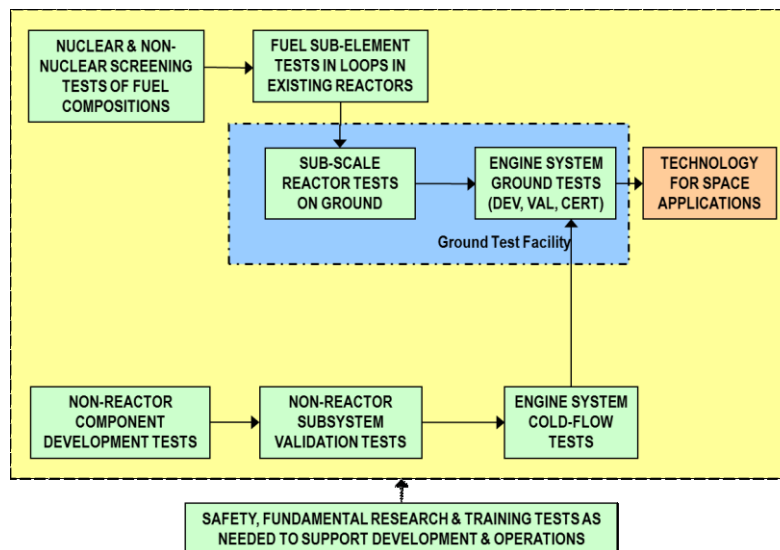 NUCLEAR & NON-
NUCLEAR SCREENING
TESTS OF FUEL
COMPOSITIONS
FUEL SUB-ELEMENT
TESTS IN LOOPS IN
EXISTING REACTORS
SUB-SCALE
REACTOR TESTS
ON GROUND
ENGINE SYSTEM
GROUND TESTS
(DEV, VAL, CERT)
TECHNOLOGY
FOR SPACE
APPLICATIONS
Ground Test Facility
NON-REACTOR
COMPONENT
DEVELOPMENT TESTS
NON-REACTOR
SUBSYSTEM
VALIDATION TESTS
ENGINE SYSTEM
COLD-FLOW
TESTS
SAFETY, FUNDAMENTAL RESEARCH & TRAINING TESTS AS
NEEDED TO SUPPORT DEVELOPMENT & OPERATIONS